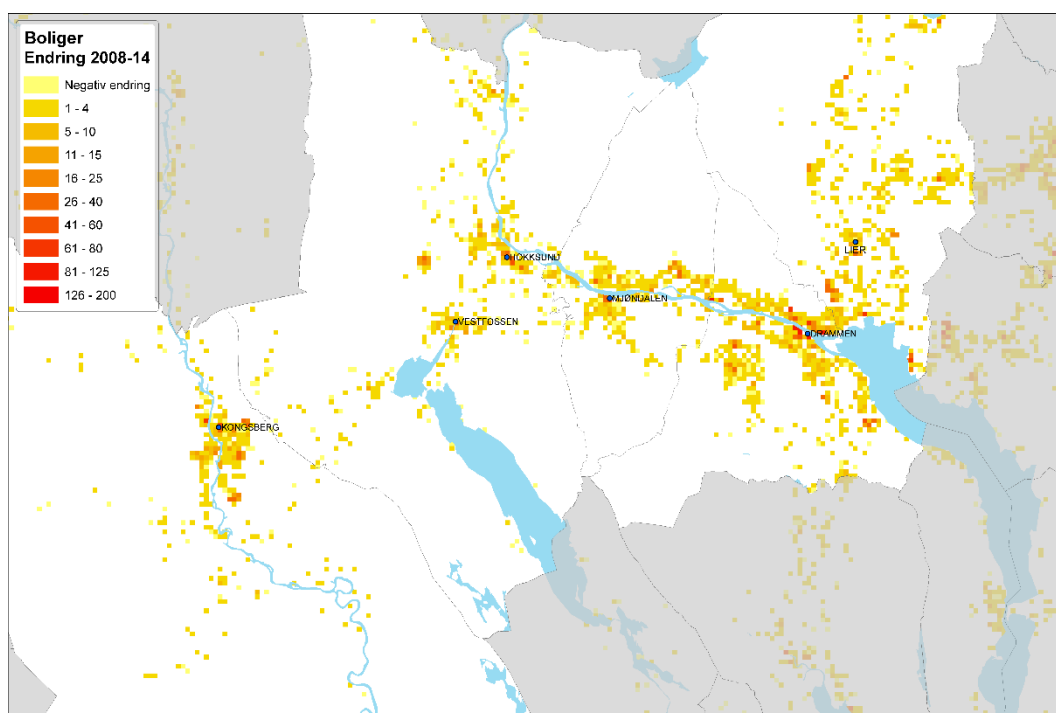 Boliger
Endring 2008-14
Negativ endring
1 - 4
5 - 10
11 - 15
16 - 25
26 - 40
41 - 60
61 - 80
81 - 125
126 - 200
LIER
HOKKSUND
MJØNDALEN
VESTFOSSEN
DRAMMEN
KONGSBERG